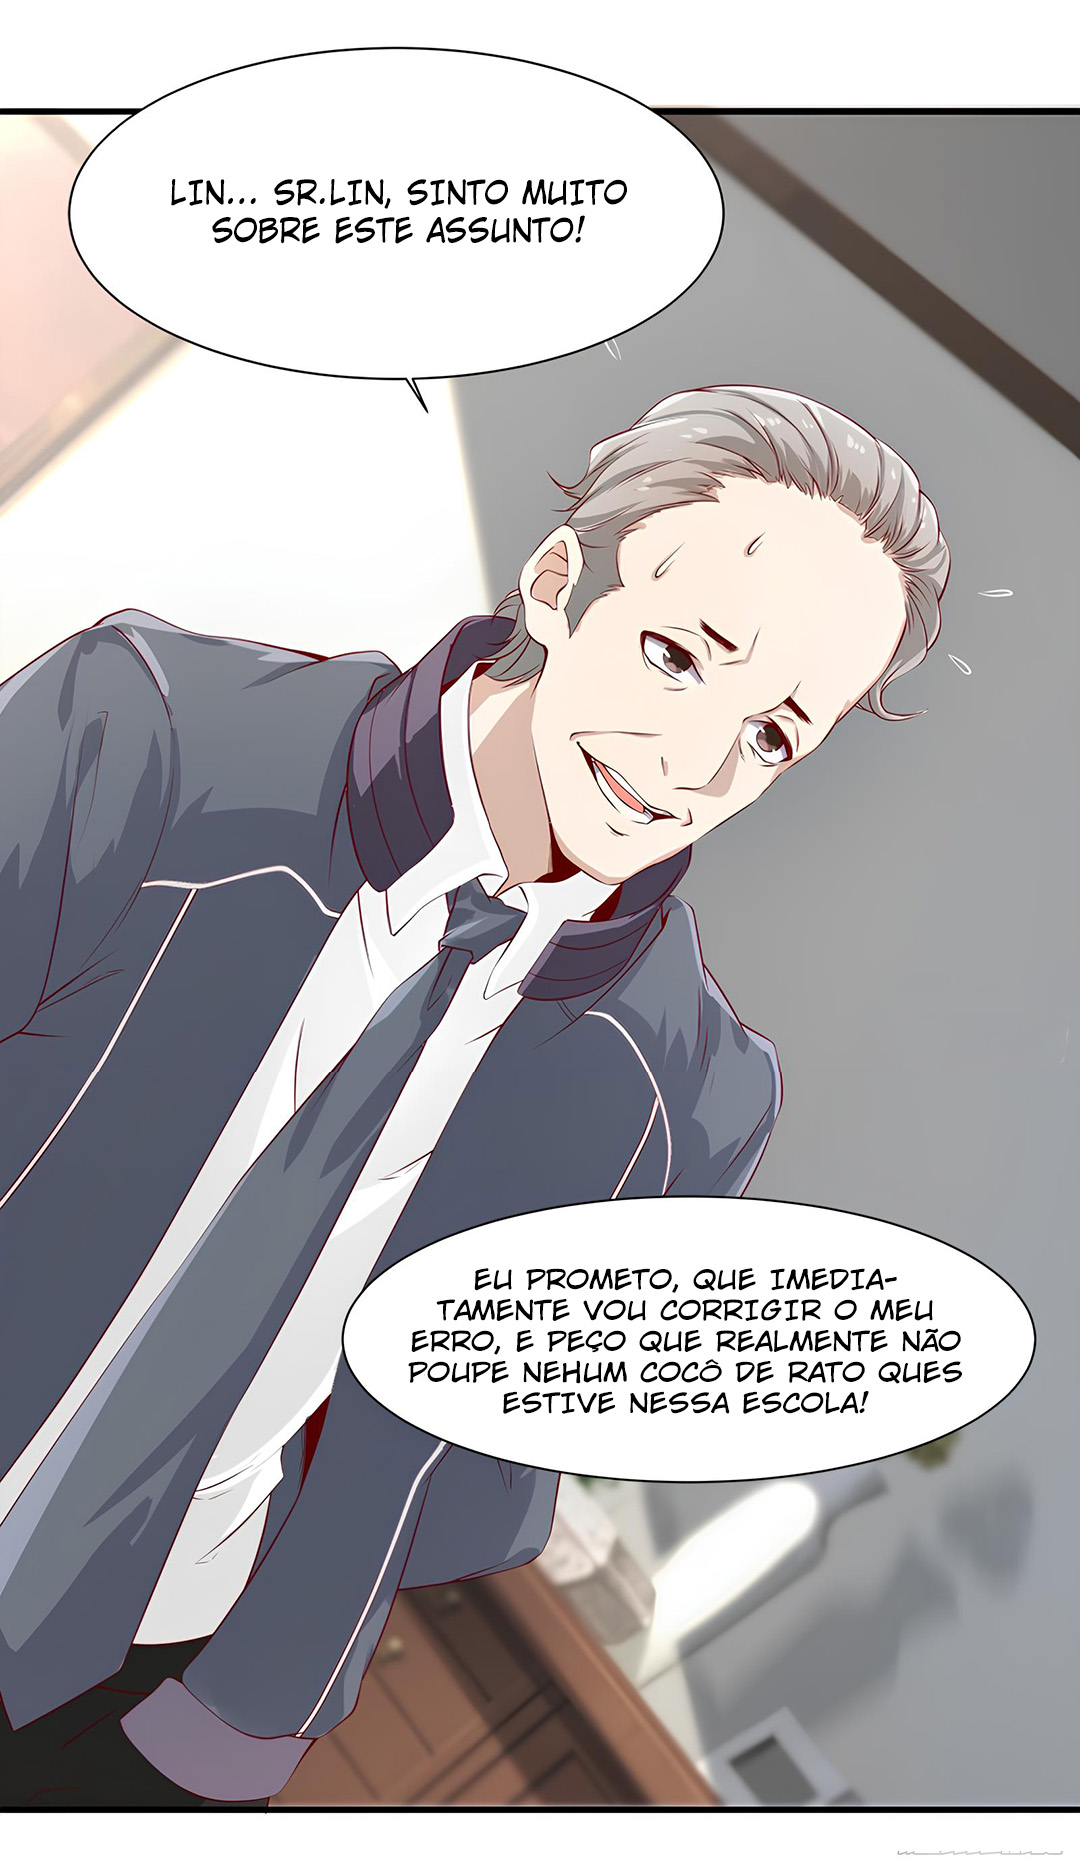 LIN... SR.LIN, SINTO MUITO
SOBRE ESTE ASSUNTO!
EU PROMETO, QUE IMEDIA-
TAMENTE VOU CORRIGIR O MEU
ERRO, E PEÇO QUE REALMENTE NÃO
POUPE NEHUM COCÔ DE RATO QUES
ESTIVE NESSA ESCOLA!